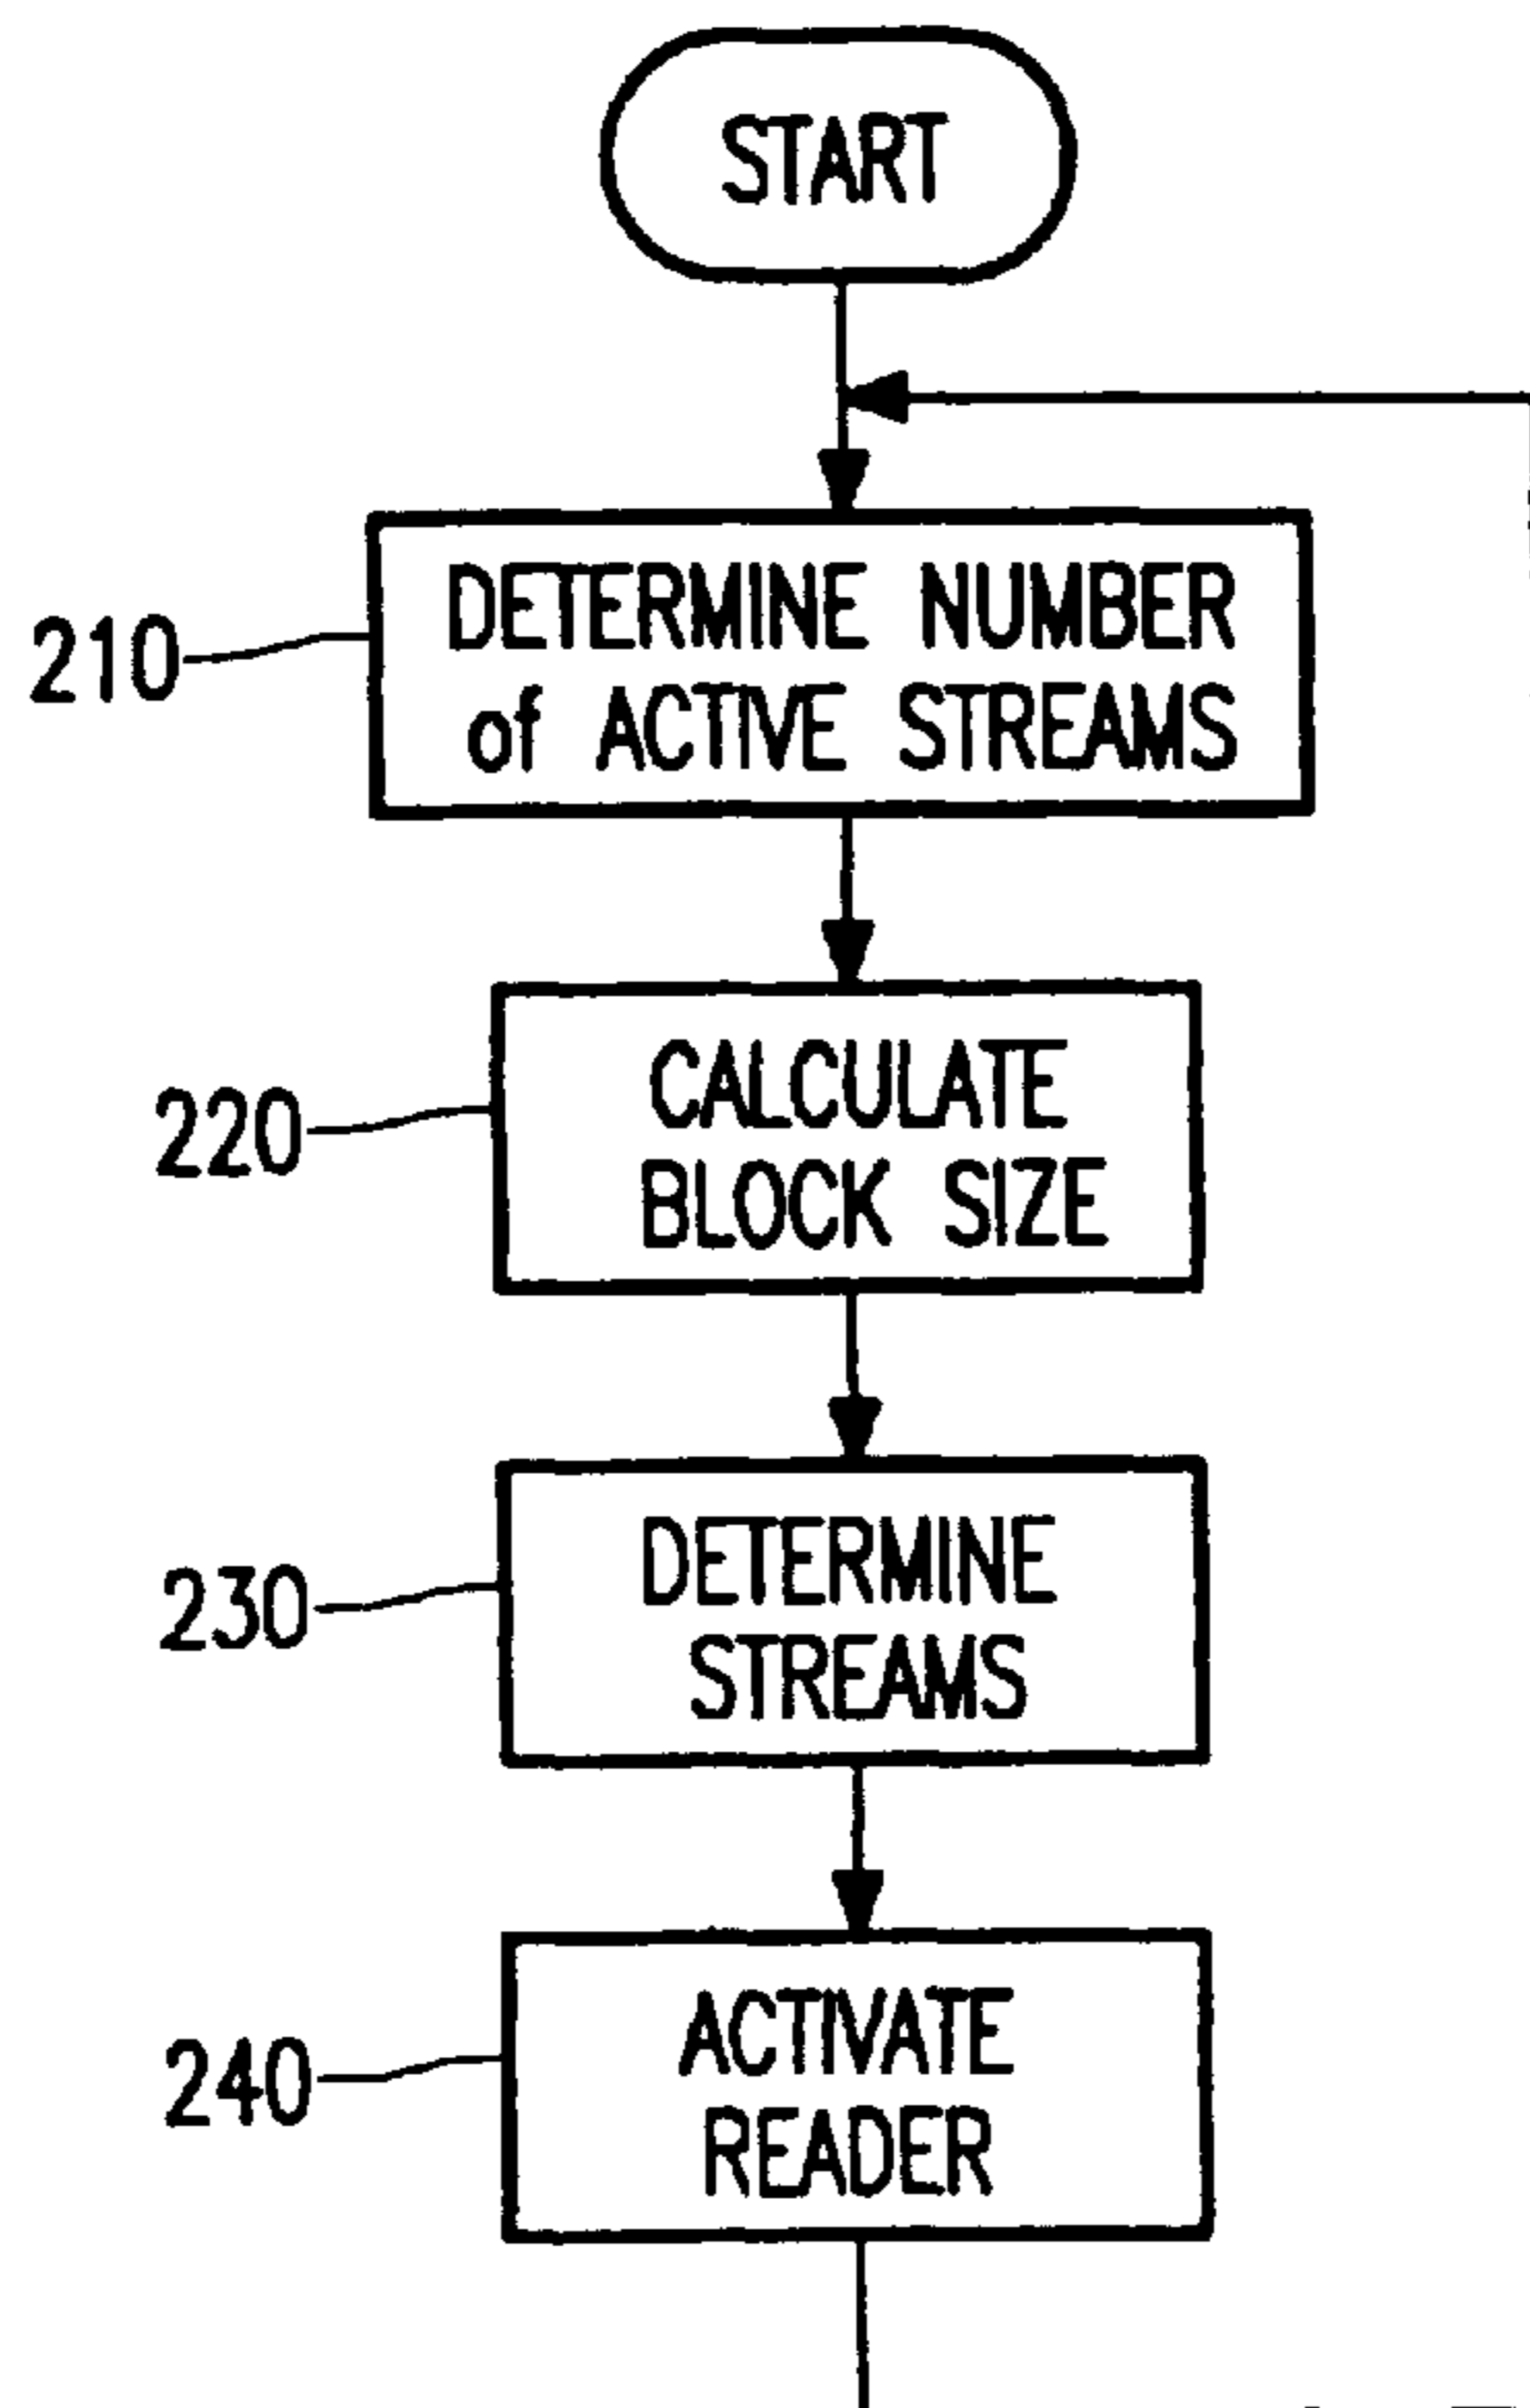 START
210
DETERMINE NUMBER
of ACTIVE STREAMS
220
CALCULATE
BLOCK SIZE
230
DETERMINE
STREAMS
240
ACTIVATE
READER